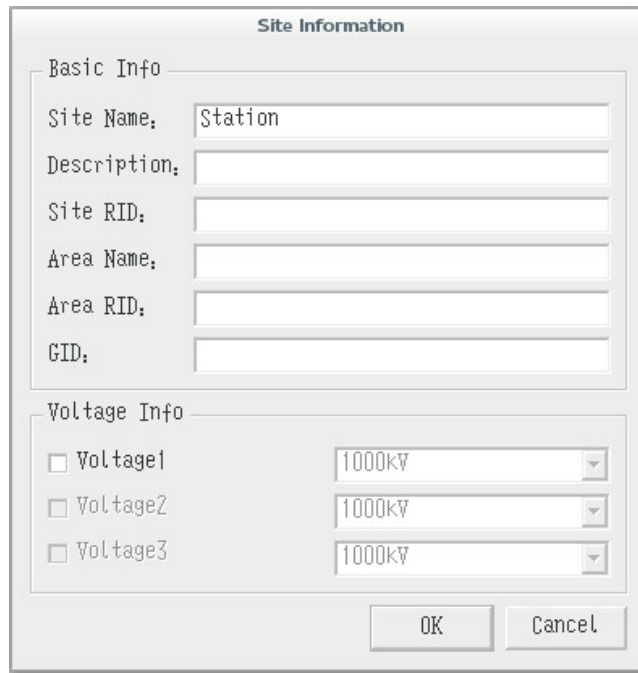 Site Information
Basic Info
Site Name:
Station
Description:
Site RID:
Area Name:
Area RID:
GID:
Voltage Info
Voltage1
1000kV
Voltage2
1000kV
Voltage3
1000kV
OK
Cancel